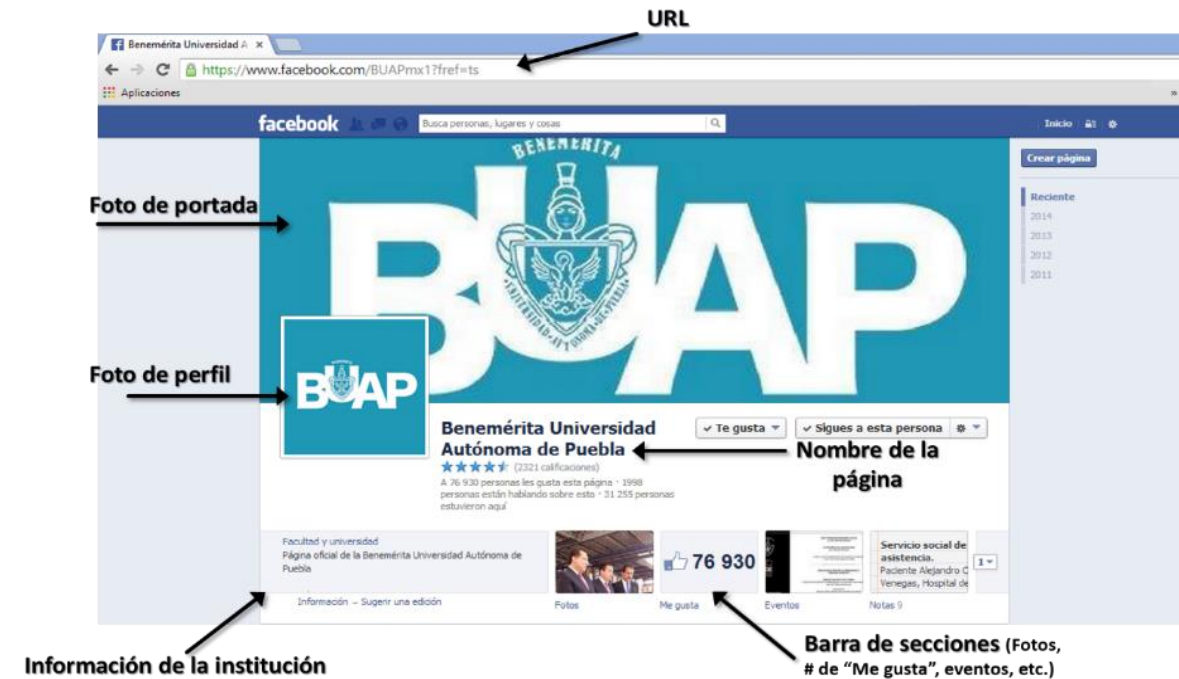 URL
Benemérita Universidad A
https://www.facebook.com/BUAPmx1?fref=ts
Aplicaciones
»
facebook
Busca personas, lugares y cosas
Inicio
BENEMERITA
BUAP
UNIVERSIDAD AUTONOMA DE PUEBLA
Crear página
Reciente
2014
2013
2012
2011
Foto de portada
Foto de perfil
BUAP
Benemérita Universidad
Autónoma de Puebla
Te gusta
Sigues a esta persona
Nombre de la
página
(2321 calificaciones)
A 76 930 personas les gusta esta página · 1998
personas están hablando sobre esto · 31 255 personas
estuvieron aquí
Facultad y universidad
Página oficial de la Benemérita Universidad Autónoma de
Puebla
Información – Sugerir una edición
Fotos
76 930
Me gusta
Eventos
Servicio social de
asistencia.
Paciente Alejandro C
Venegas, Hospital de
Notas 9
1
Información de la institución
Barra de secciones (Fotos,
# de “Me gusta”, eventos, etc.)